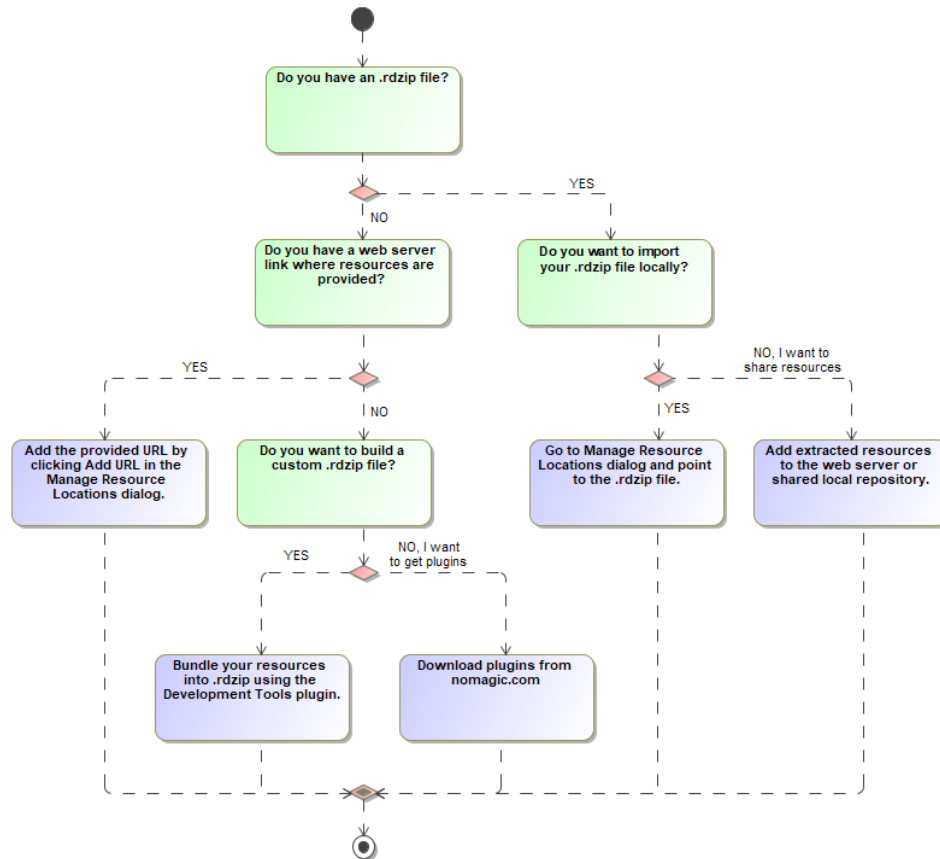 Do you have an .rdzip file?
YES
NO
Do you have a web server
link where resources are
provided?
Do you want to import
your .rdzip file locally?
YES
NO, I want to
share resources
NO
YES
Add the provided URL by
clicking Add URL in the
Manage Resource
Locations dialog.
Do you want to build a
custom .rdzip file?
Go to Manage Resource
Locations dialog and point
to the .rdzip file.
Add extracted resources
to the web server or
shared local repository.
YES
NO, I want
to get plugins
Bundle your resources
into .rdzip using the
Development Tools plugin.
Download plugins from
nomagic.com